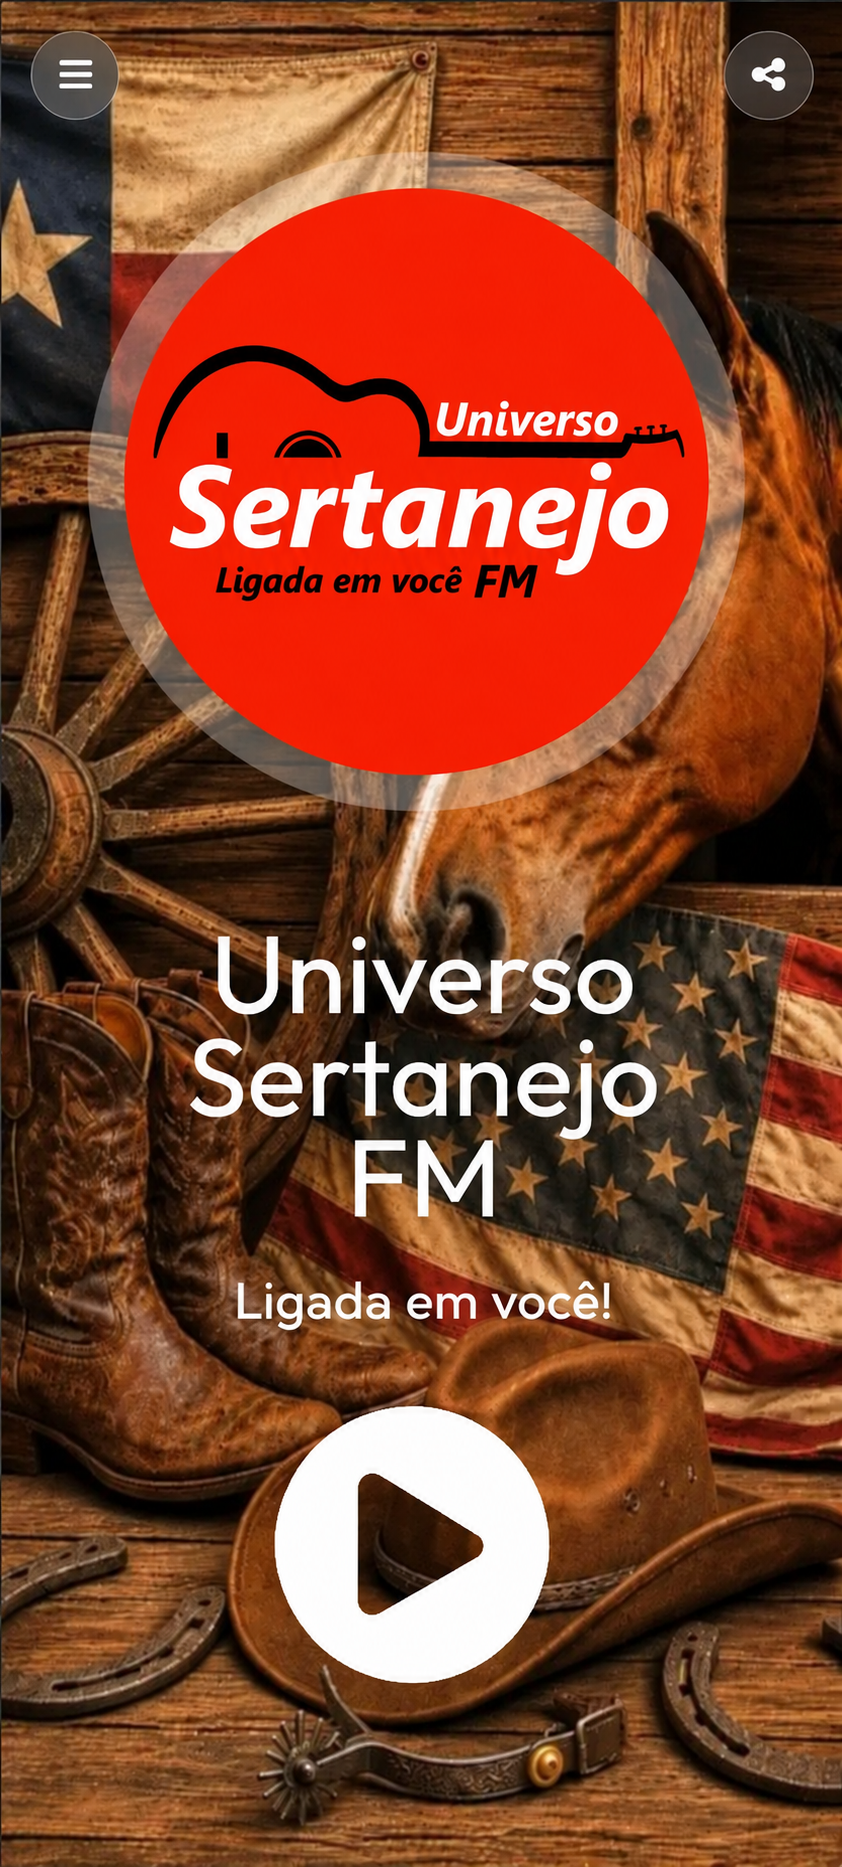 Universo
Sertanejo
Ligada em você FM
Universo
Sertanejo
FM
Ligada em você!